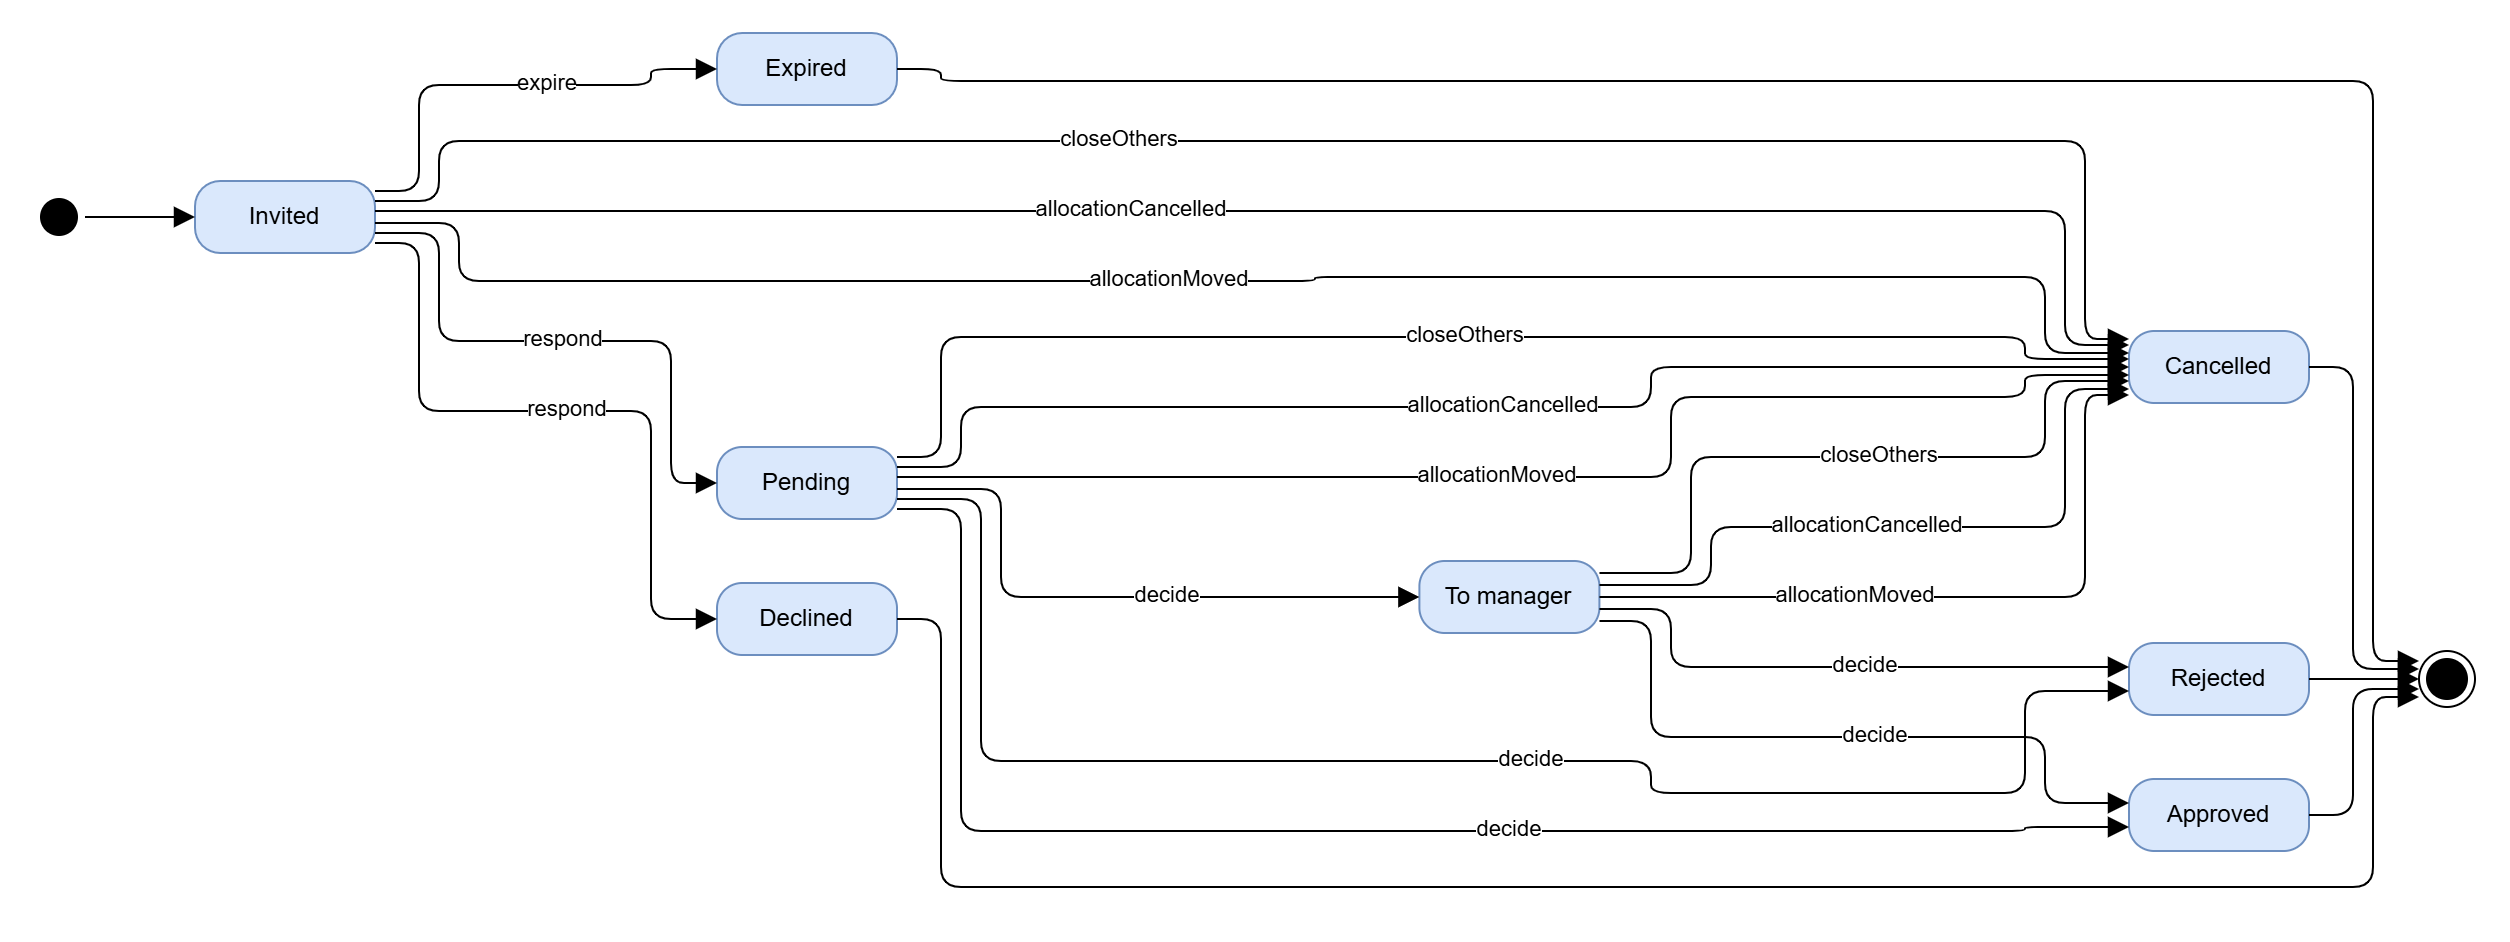 Expired
expire
closeOthers
Invited
allocationCancelled
allocationMoved
respond
closeOthers
Cancelled
respond
allocationCancelled
closeOthers
allocationMoved
Pending
allocationCancelled
decide
To manager
allocationMoved
Declined
decide
Rejected
decide
decide
Approved
decide